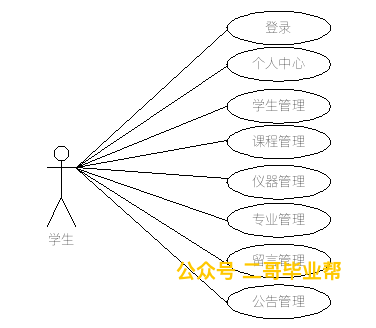 登录
个人中心
学生管理
课程管理
仪器管理
专业管理
留言管理
公告管理
学生
公众号 二哥毕业帮